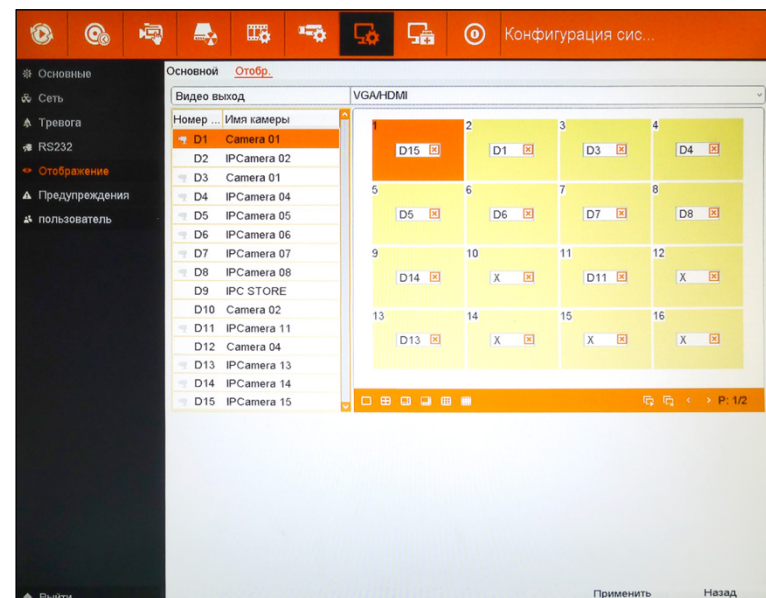 Конфигурация сис...
Основные
Сеть
Тревога
RS232
Отображение
Предупреждения
пользователь
Выйти
Основной Отобр.
Видео выход VGA/HDMI
Номер ... Имя камеры
D1 Camera 01
D2 IPCamera 02
D3 Camera 01
D4 IPCamera 04
D5 IPCamera 05
D6 IPCamera 06
D7 IPCamera 07
D8 IPCamera 08
D9 IPC STORE
D10 Camera 02
D11 IPCamera 11
D12 Camera 04
D13 IPCamera 13
D14 IPCamera 14
D15 IPCamera 15
1 2 3 4
D15 D1 D3 D4
5 6 7 8
D5 D6 D7 D8
9 10 11 12
D14 X D11 X
13 14 15 16
D13 X X X
P: 1/2
Применить Назад